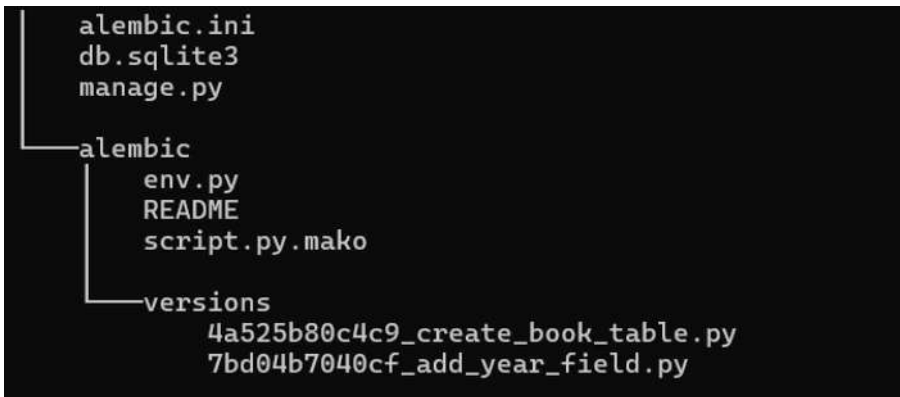 alembic.ini
db.sqlite3
manage.py
alembic
env.py
README
script.py.mako
versions
4a525b80c4c9_create_book_table.py
7bd04b7040cf_add_year_field.py